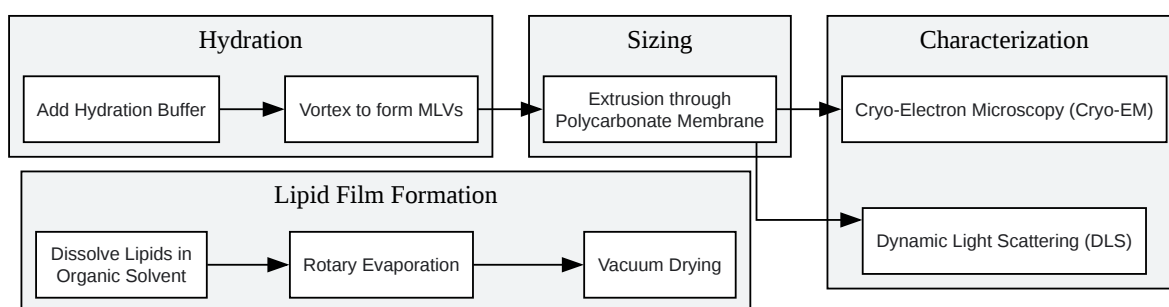 Hydration
Add Hydration Buffer
Vortex to form MLVs
Sizing
Extrusion through
Polycarbonate Membrane
Characterization
Cryo-Electron Microscopy (Cryo-EM)
Dynamic Light Scattering (DLS)
Lipid Film Formation
Dissolve Lipids in
Organic Solvent
Rotary Evaporation
Vacuum Drying